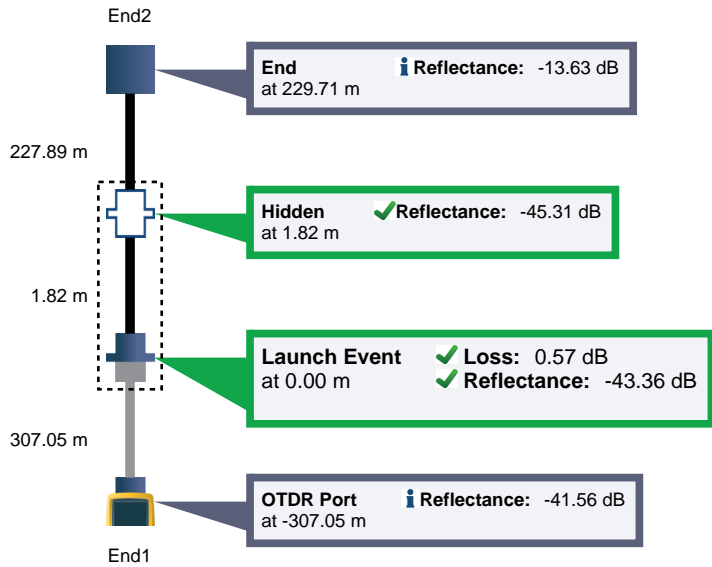 End2
End Reflectance: -13.63 dB
at 229.71 m
227.89 m
Hidden Reflectance: -45.31 dB
at 1.82 m
1.82 m
Launch Event Loss: 0.57 dB
at 0.00 m Reflectance: -43.36 dB
307.05 m
OTDR Port Reflectance: -41.56 dB
at -307.05 m
End1